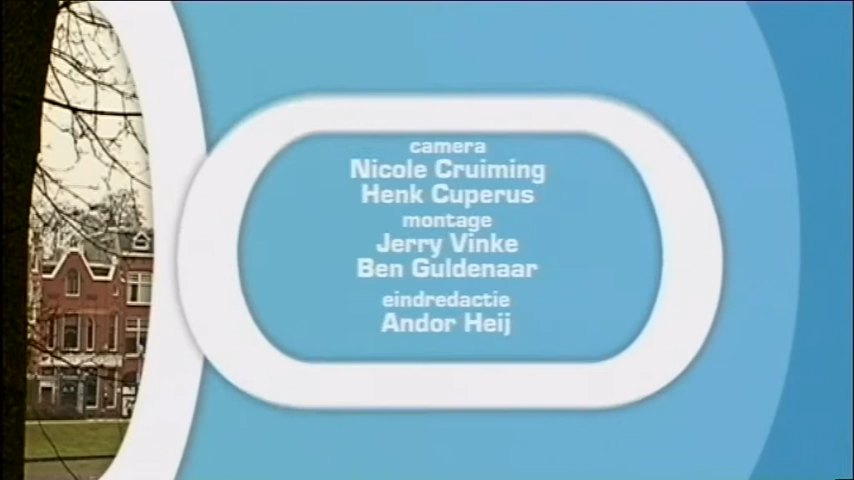 camera
Nicole Cruiming
Henk Cuperus
montage
Jerry Vinke
Ben Guldenaar
eindredactie
Andor Heij